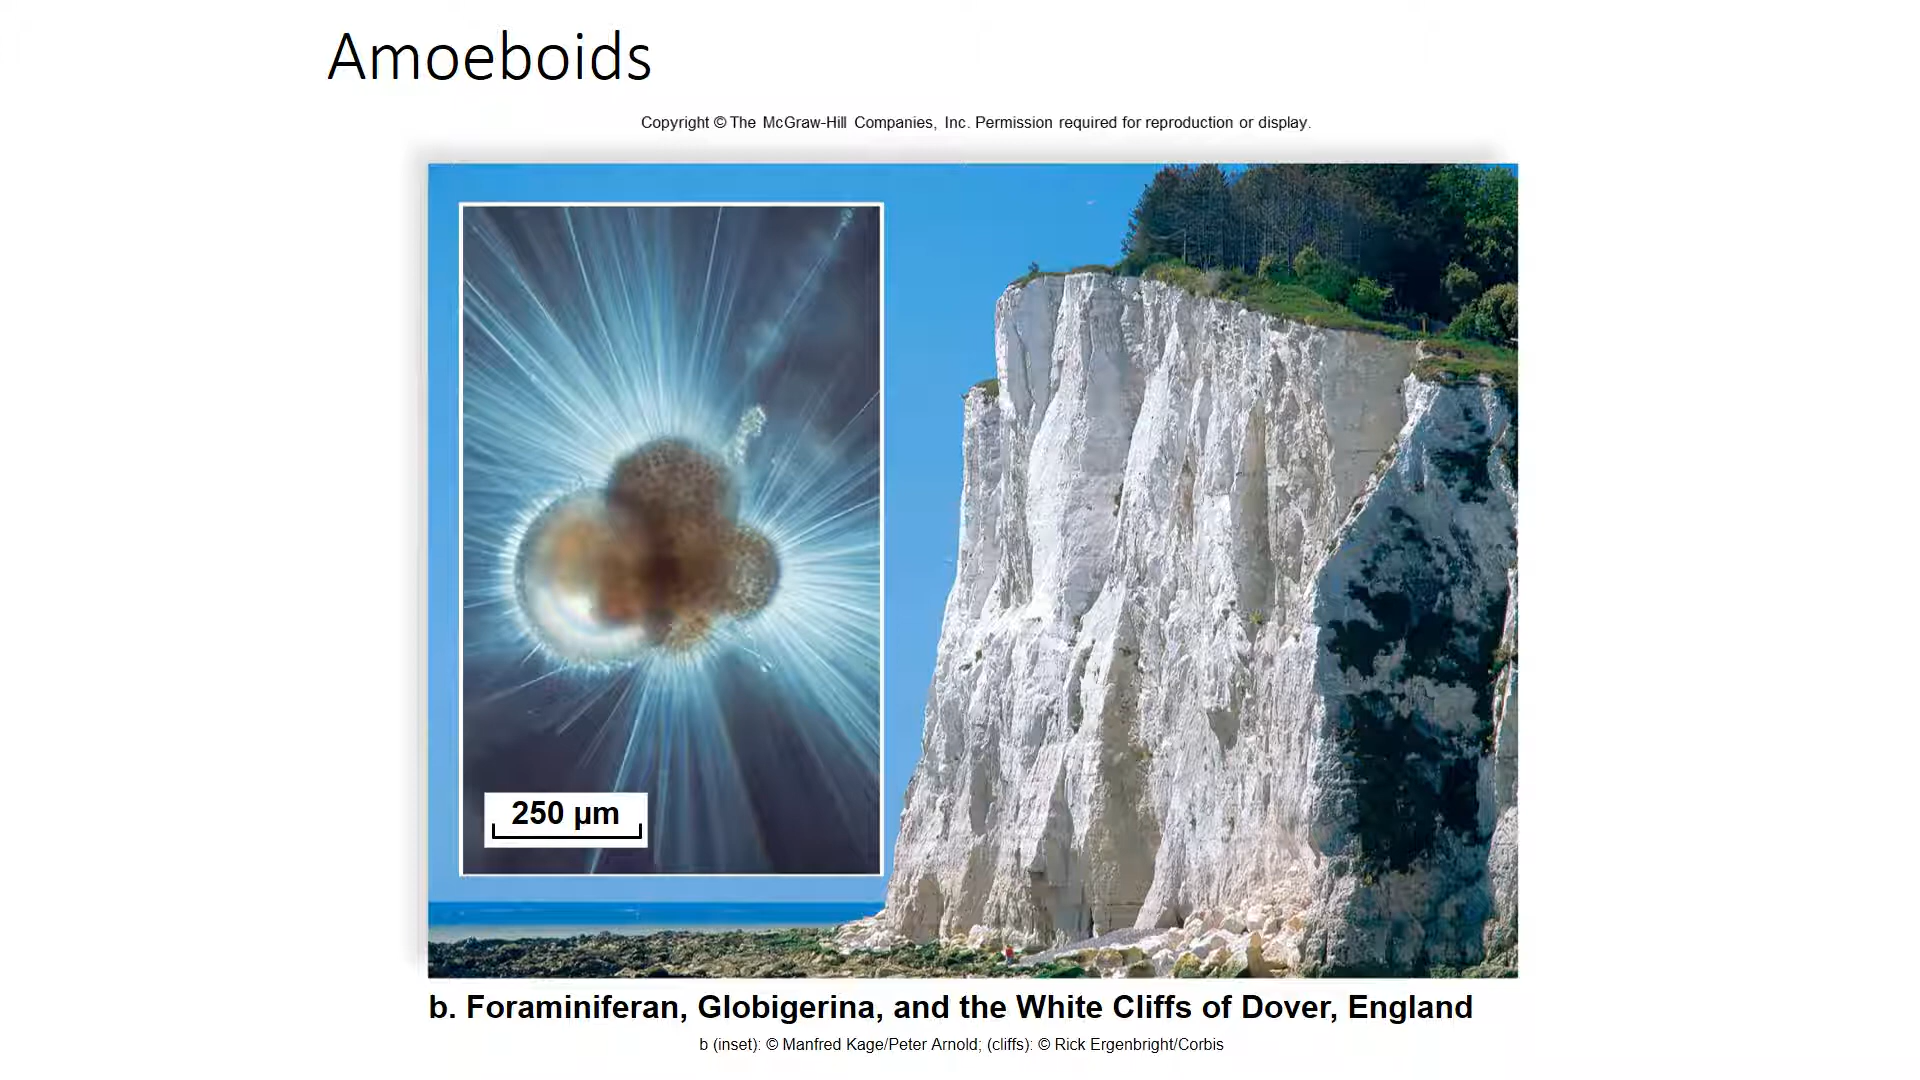 Amoeboids
Copyright © The McGraw-Hill Companies, Inc. Permission required for reproduction or display.
250 µm
b. Foraminiferan, Globigerina, and the White Cliffs of Dover, England
b (inset): © Manfred Kage/Peter Arnold; (cliffs): © Rick Ergenbright/Corbis